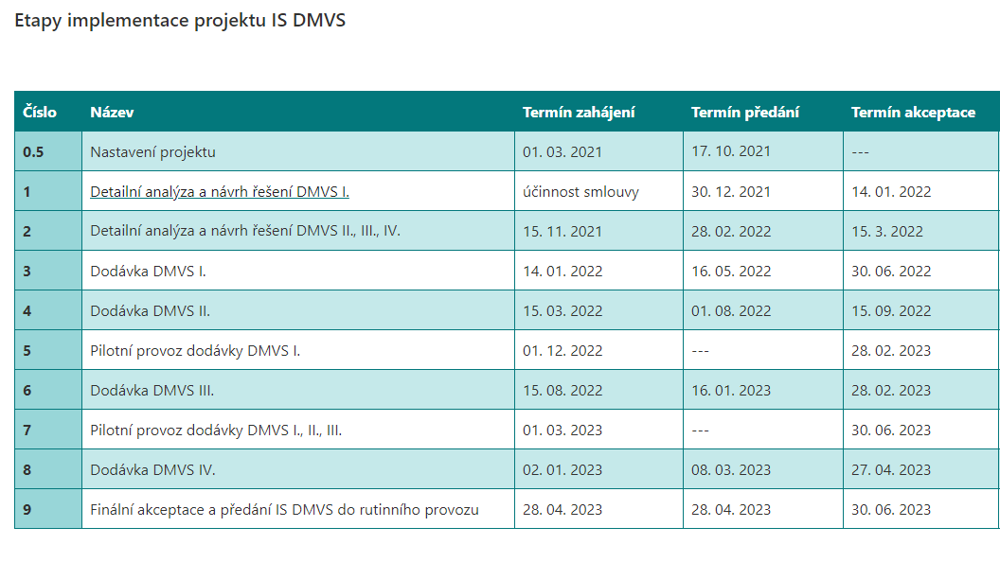 Etapy implementace projektu IS DMVS
Číslo Název Termín zahájení Termín předání Termín akceptace
0.5 Nastavení projektu 01. 03. 2021 17. 10. 2021 ---
1 Detailní analýza a návrh řešení DMVS I. účinnost smlouvy 30. 12. 2021 14. 01. 2022
2 Detailní analýza a návrh řešení DMVS II., III., IV. 15. 11. 2021 28. 02. 2022 15. 3. 2022
3 Dodávka DMVS I. 14. 01. 2022 16. 05. 2022 30. 06. 2022
4 Dodávka DMVS II. 15. 03. 2022 01. 08. 2022 15. 09. 2022
5 Pilotní provoz dodávky DMVS I. 01. 12. 2022 --- 28. 02. 2023
6 Dodávka DMVS III. 15. 08. 2022 16. 01. 2023 28. 02. 2023
7 Pilotní provoz dodávky DMVS I., II., III. 01. 03. 2023 --- 30. 06. 2023
8 Dodávka DMVS IV. 02. 01. 2023 08. 03. 2023 27. 04. 2023
9 Finální akceptace a předání IS DMVS do rutinního provozu 28. 04. 2023 28. 04. 2023 30. 06. 2023